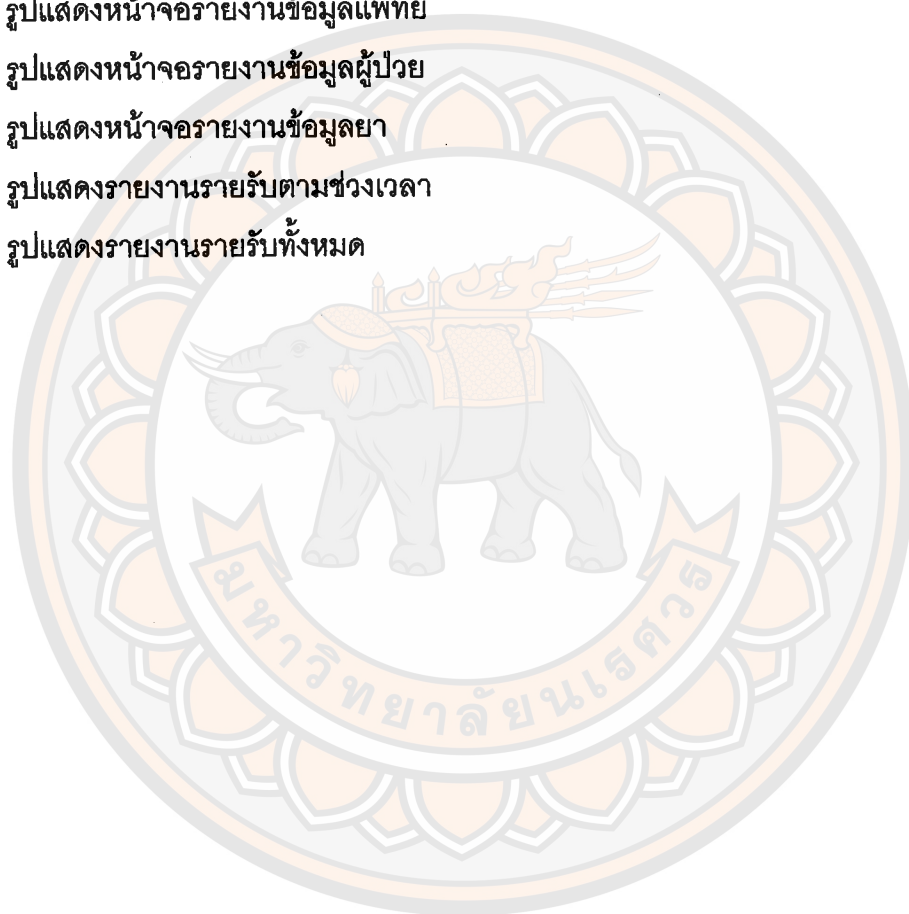 รูปแสดงหน้าจอรายงานข้อมูลแพทย์
รูปแสดงหน้าจอรายงานข้อมูลผู้ป่วย
รูปแสดงหน้าจอรายงานข้อมูลยา
รูปแสดงรายงานรายรับตามช่วงเวลา
รูปแสดงรายงานรายรับทั้งหมด
มหาวิทยาลัยนเรศวร